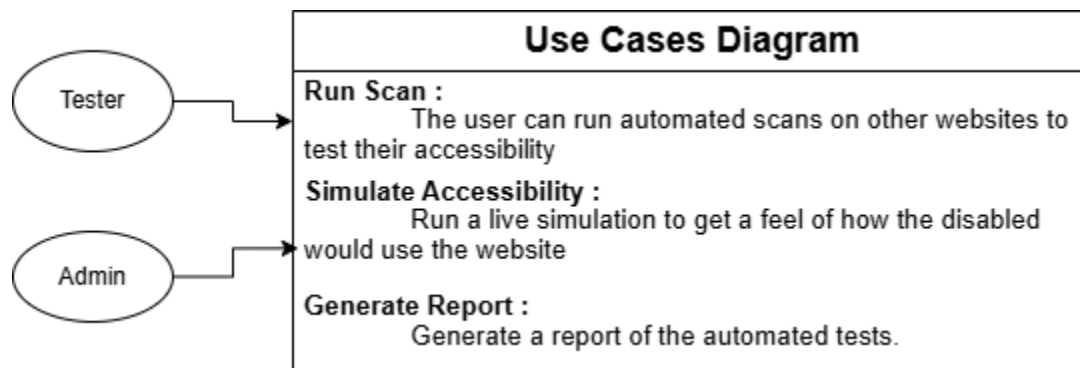 Use Cases Diagram
Tester
Run Scan :
The user can run automated scans on other websites to
test their accessibility
Simulate Accessibility :
Run a live simulation to get a feel of how the disabled
would use the website
Admin
Generate Report :
Generate a report of the automated tests.